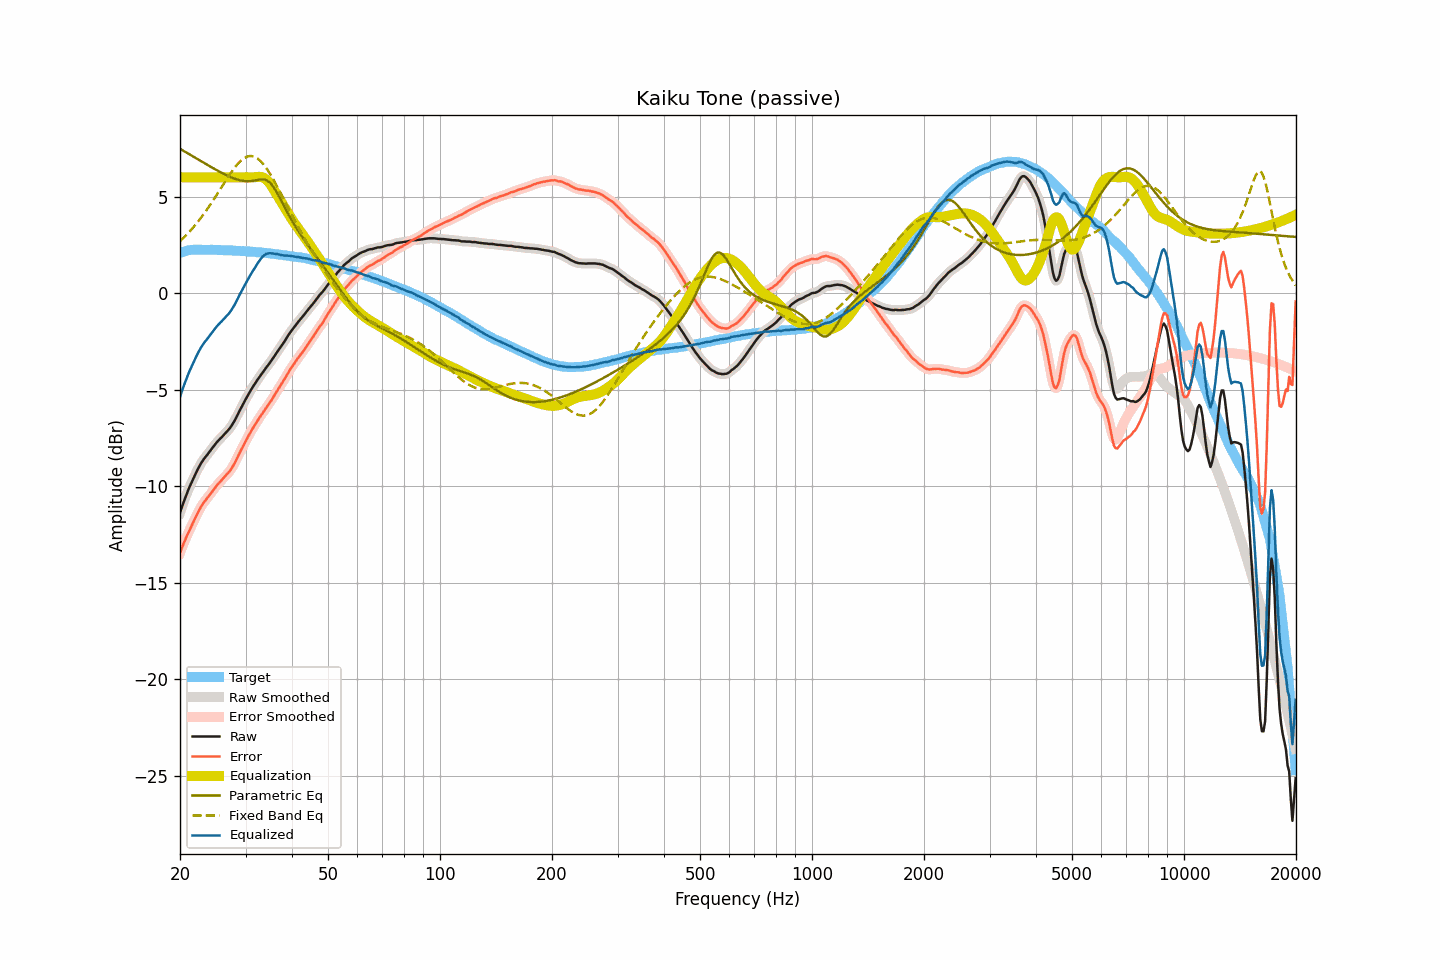 Kaiku Tone (passive)
Amplitude (dBr)
5
0
−5
−10
−15
−20
−25
Target
Raw Smoothed
Error Smoothed
Raw
Error
Equalization
Parametric Eq
Fixed Band Eq
Equalized
20 50 100 200 500 1000 2000 5000 10000 20000
Frequency (Hz)